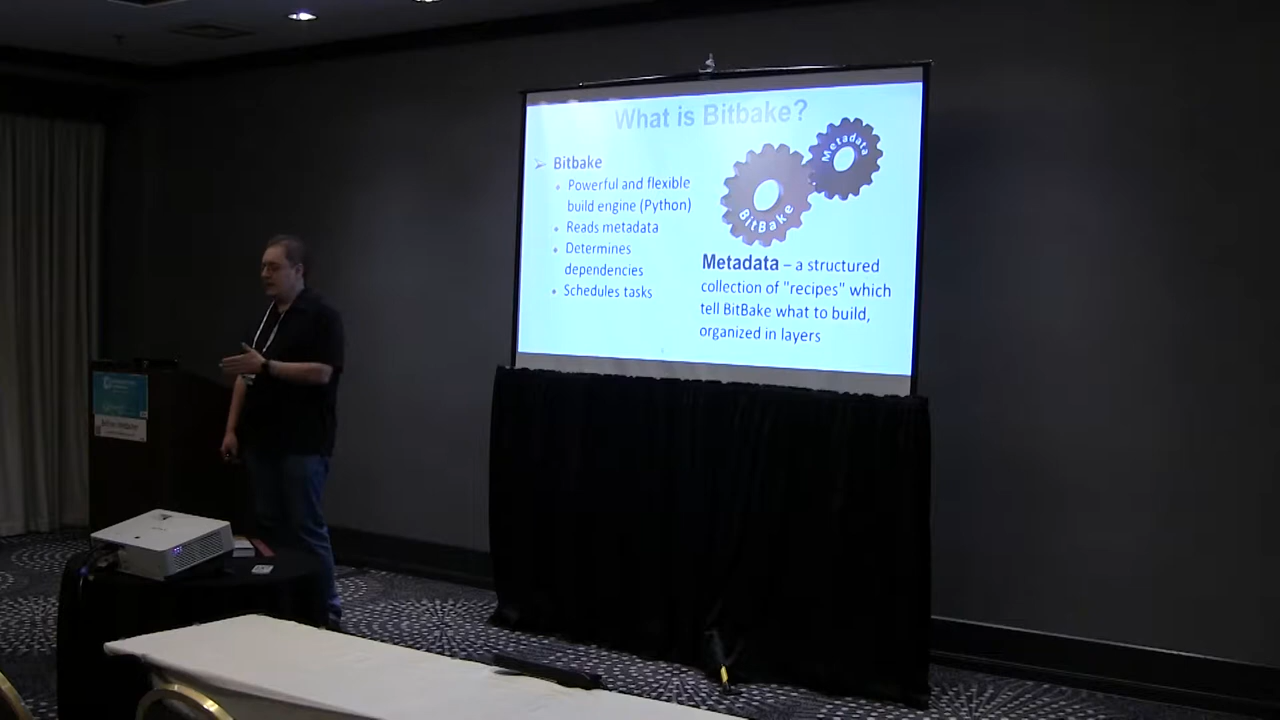 What is Bitbake?
➢ Bitbake
• Powerful and flexible
build engine (Python)
• Reads metadata
• Determines
dependencies
• Schedules tasks
Metadata
BitBake
Metadata – a structured
collection of "recipes" which
tell BitBake what to build,
organized in layers